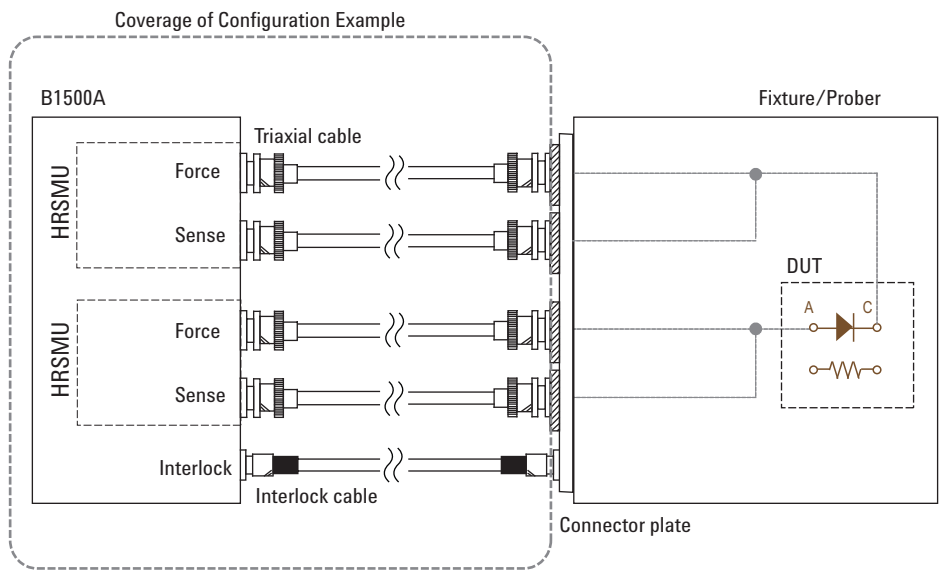 Coverage of Configuration Example
B1500A
Fixture/Prober
Triaxial cable
HRSMU
Force
Sense
DUT
A
C
HRSMU
Force
Sense
Interlock
Interlock cable
Connector plate